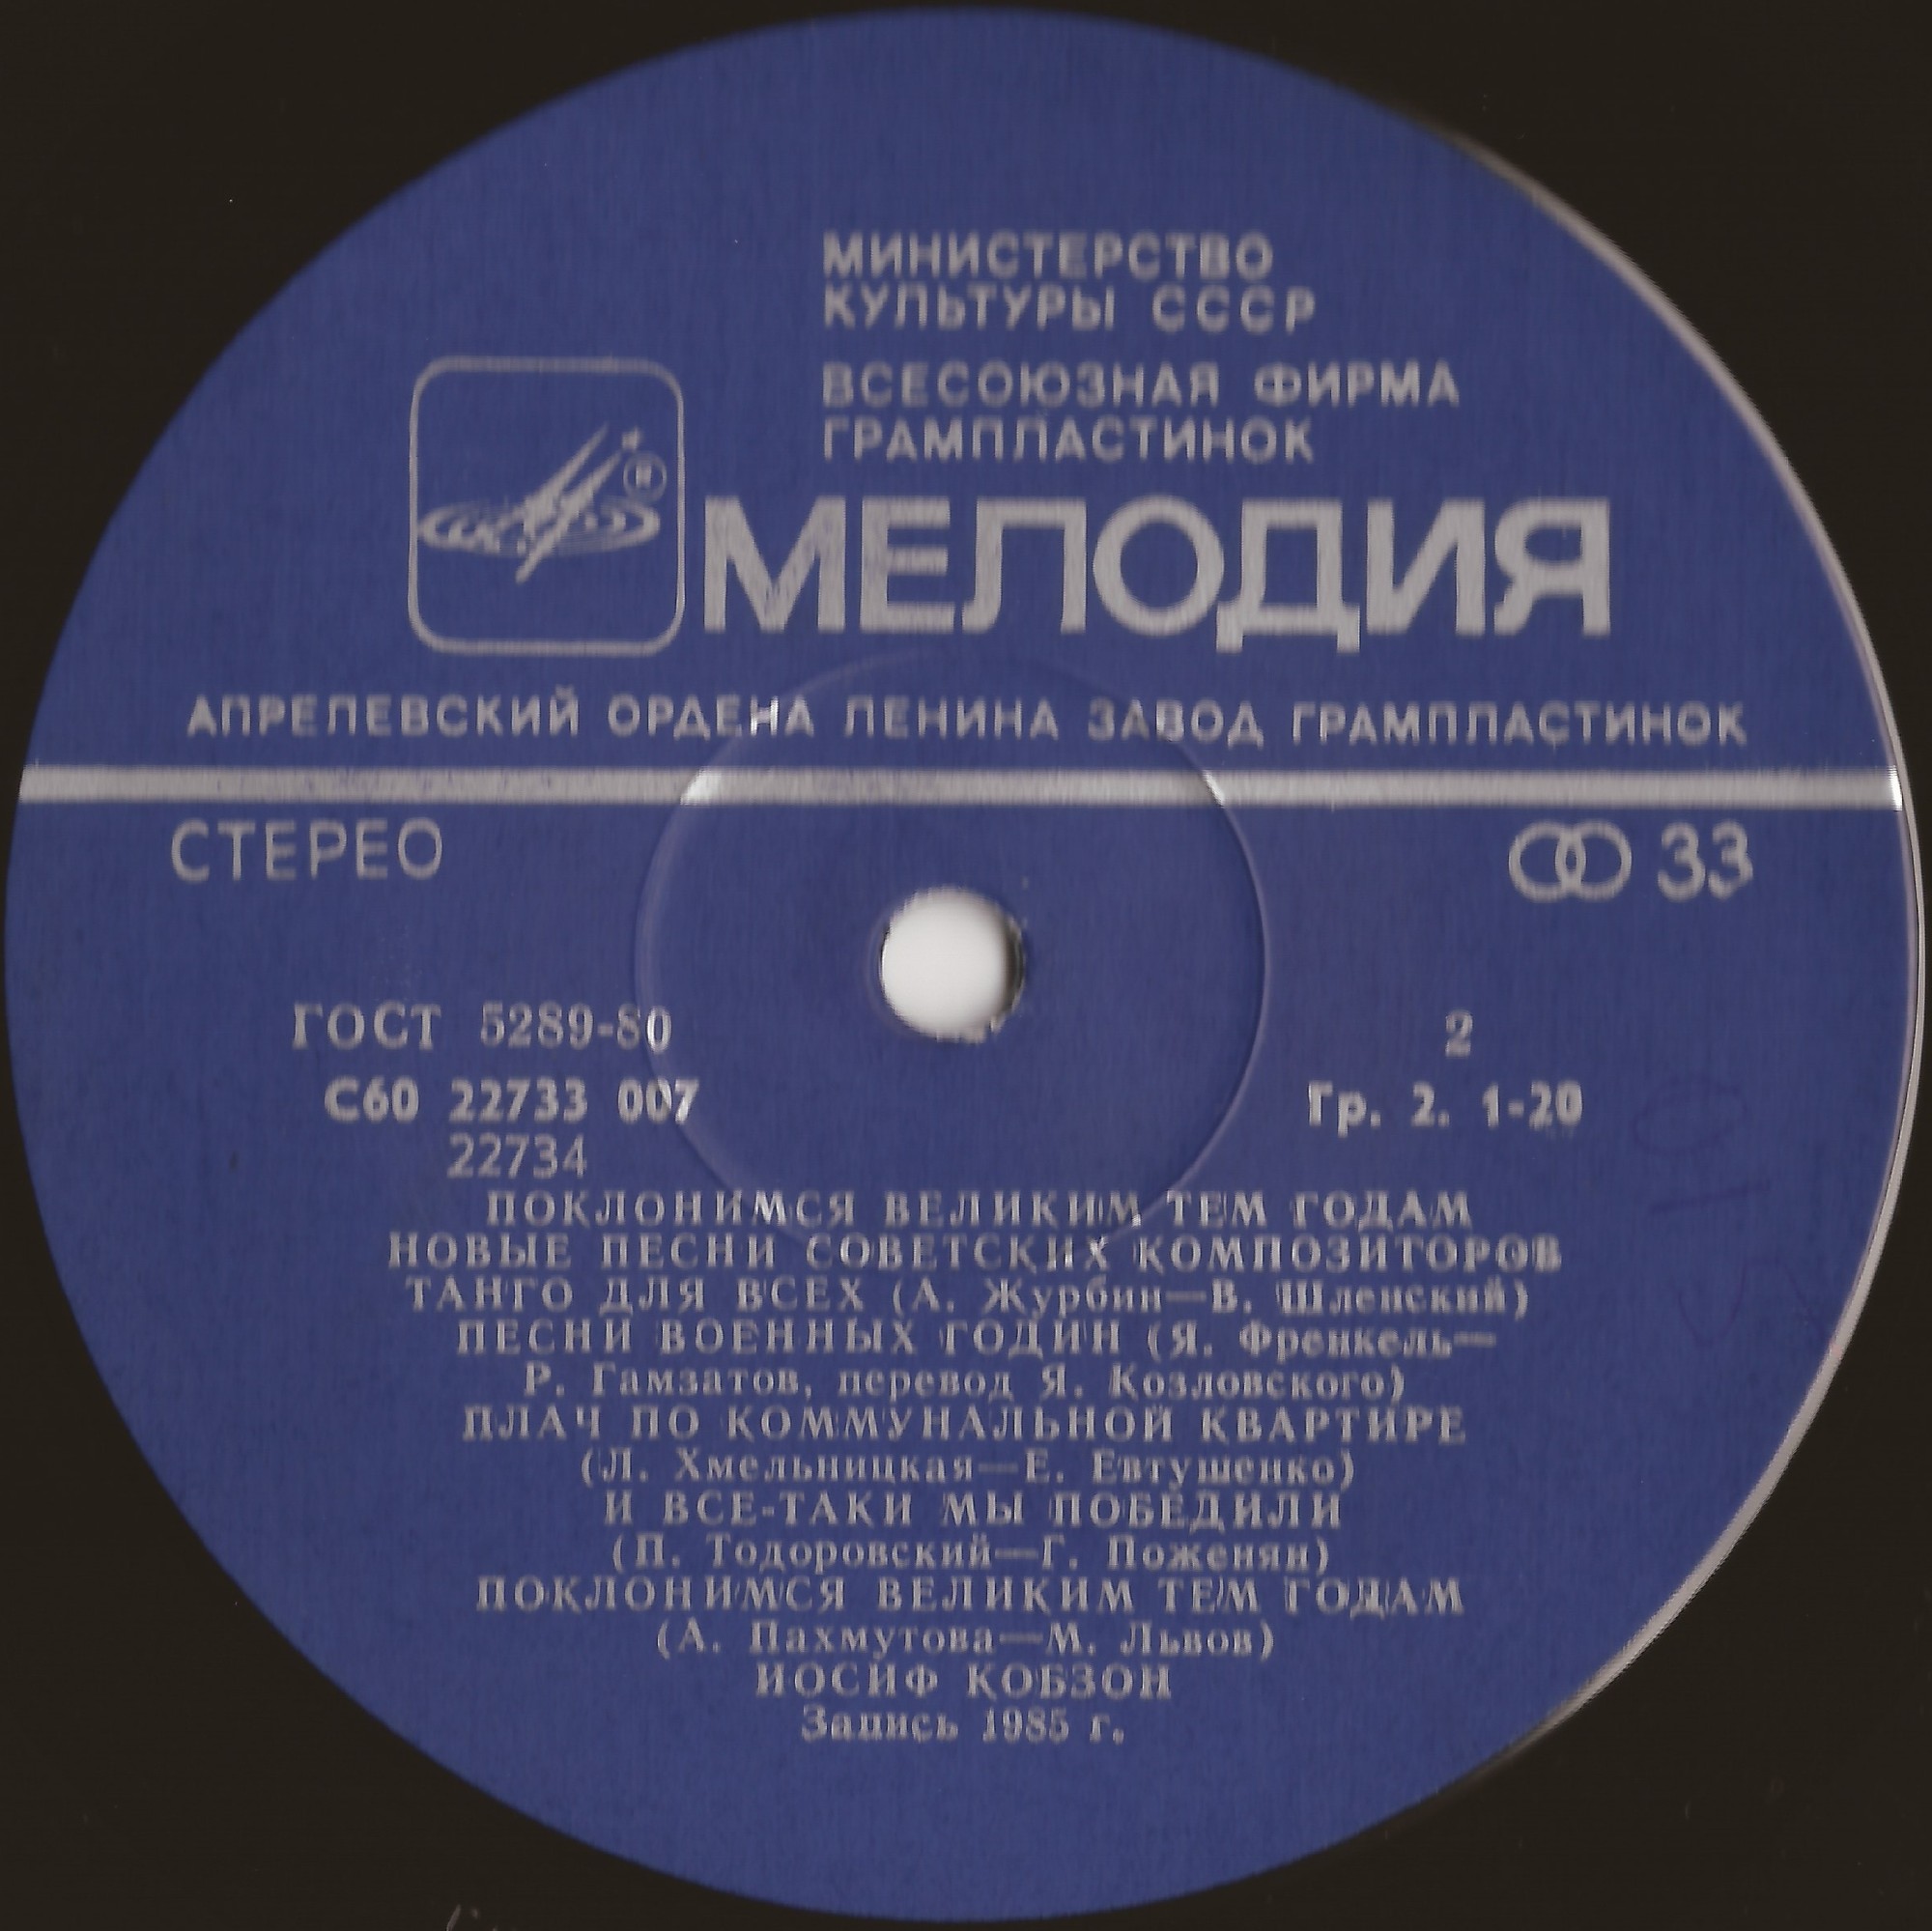 МИНИСТЕРСТВО
КУЛЬТУРЫ СССР
ВСЕСОЮЗНАЯ ФИРМА
ГРАМПЛАСТИНОК
МЕЛОДИЯ
АПРЕЛЕВСКИЙ ОРДЕНА ЛЕНИНА ЗАВОД ГРАМПЛАСТИНОК
СТЕРЕО
33
ГОСТ 5289-80
2
С60 22733 007
Гр. 2. 1-20
22734
ПОКЛОНИМСЯ ВЕЛИКИМ ТЕМ ГОДАМ
НОВЫЕ ПЕСНИ СОВЕТСКИХ КОМПОЗИТОРОВ
ТАНГО ДЛЯ ВСЕХ (А. Журбин—В. Шленский)
ПЕСНИ ВОЕННЫХ ГОДИН (Я. Френкель—
Р. Гамзатов, перевод Я. Козловского)
ПЛАЧ ПО КОММУНАЛЬНОЙ КВАРТИРЕ
(Л. Хмельницкая—Е. Евтушенко)
И ВСЕ-ТАКИ МЫ ПОБЕДИЛИ
(П. Тодоровский—Г. Поженян)
ПОКЛОНИМСЯ ВЕЛИКИМ ТЕМ ГОДАМ
(А. Пахмутова—М. Львов)
ИОСИФ КОБЗОН
Запись 1985 г.